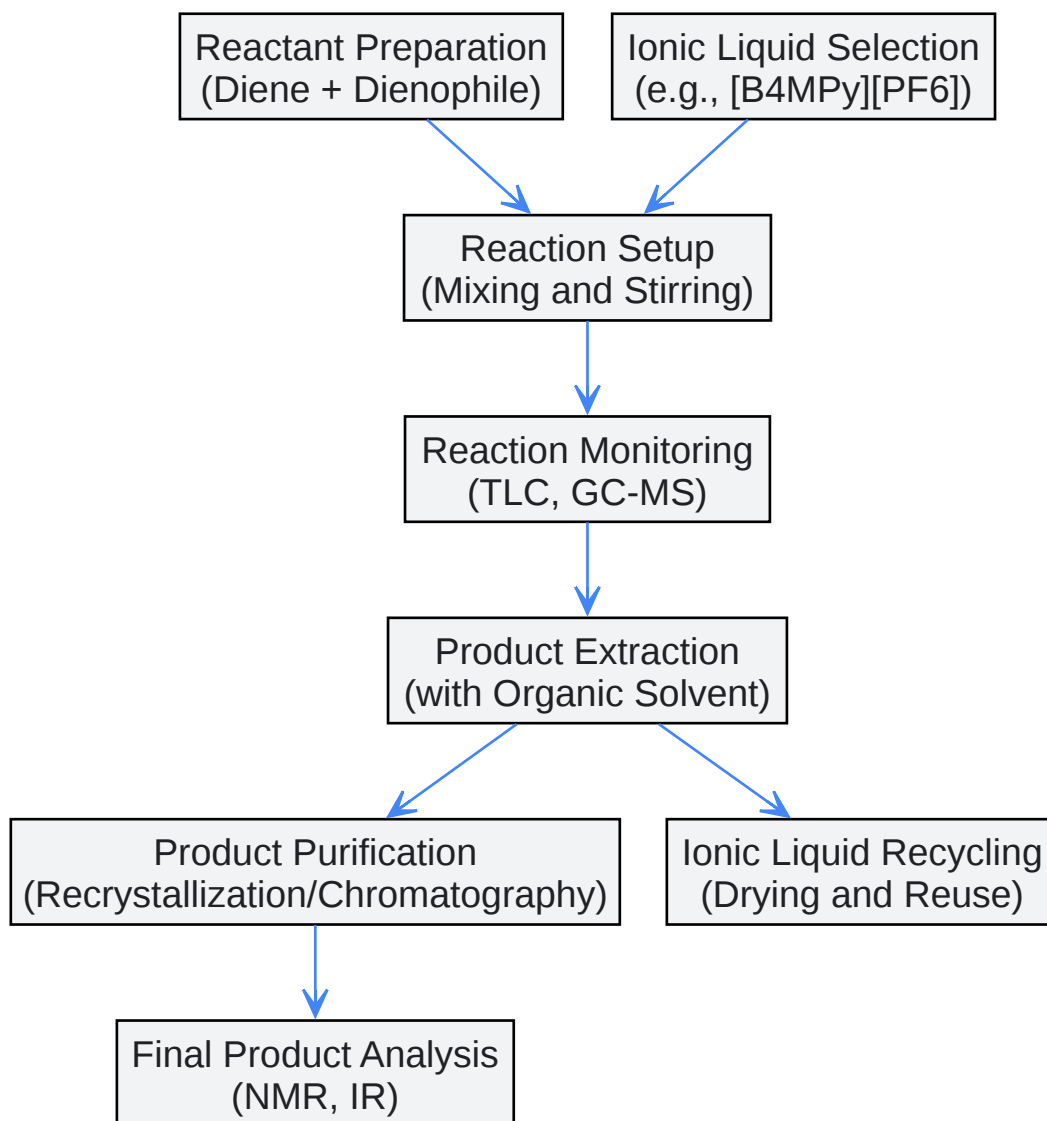 Reactant Preparation
(Diene + Dienophile)
Ionic Liquid Selection
(e.g., [B4MPy][PF6])
Reaction Setup
(Mixing and Stirring)
Reaction Monitoring
(TLC, GC-MS)
Product Extraction
(with Organic Solvent)
Product Purification
(Recrystallization/Chromatography)
Ionic Liquid Recycling
(Drying and Reuse)
Final Product Analysis
(NMR, IR)